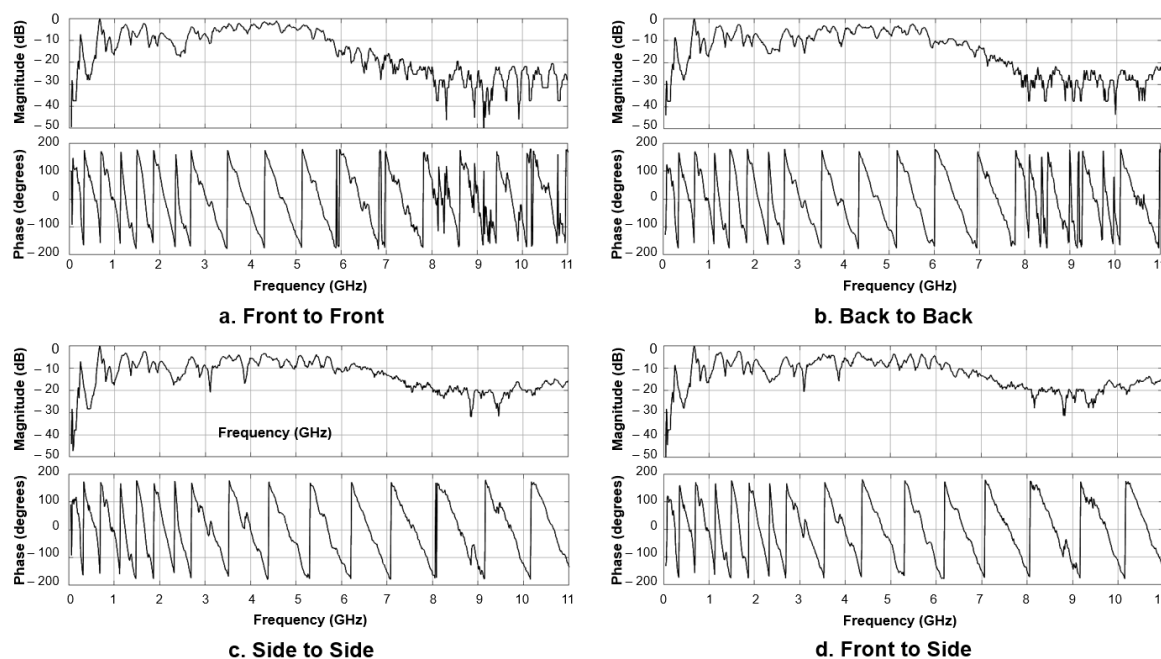 Magnitude (dB)
0
– 10
– 20
– 30
– 40
– 50
Phase (degrees)
200
100
0
– 100
– 200
0 1 2 3 4 5 6 7 8 9 10 11
Frequency (GHz)
a. Front to Front
Magnitude (dB)
0
– 10
– 20
– 30
– 40
– 50
Phase (degrees)
200
100
0
– 100
– 200
0 1 2 3 4 5 6 7 8 9 10 11
Frequency (GHz)
b. Back to Back
Magnitude (dB)
0
– 10
– 20
– 30
– 40
– 50
Frequency (GHz)
Phase (degrees)
200
100
0
– 100
– 200
0 1 2 3 4 5 6 7 8 9 10 11
Frequency (GHz)
c. Side to Side
Magnitude (dB)
0
– 10
– 20
– 30
– 40
– 50
Phase (degrees)
200
100
0
– 100
– 200
0 1 2 3 4 5 6 7 8 9 10 11
Frequency (GHz)
d. Front to Side